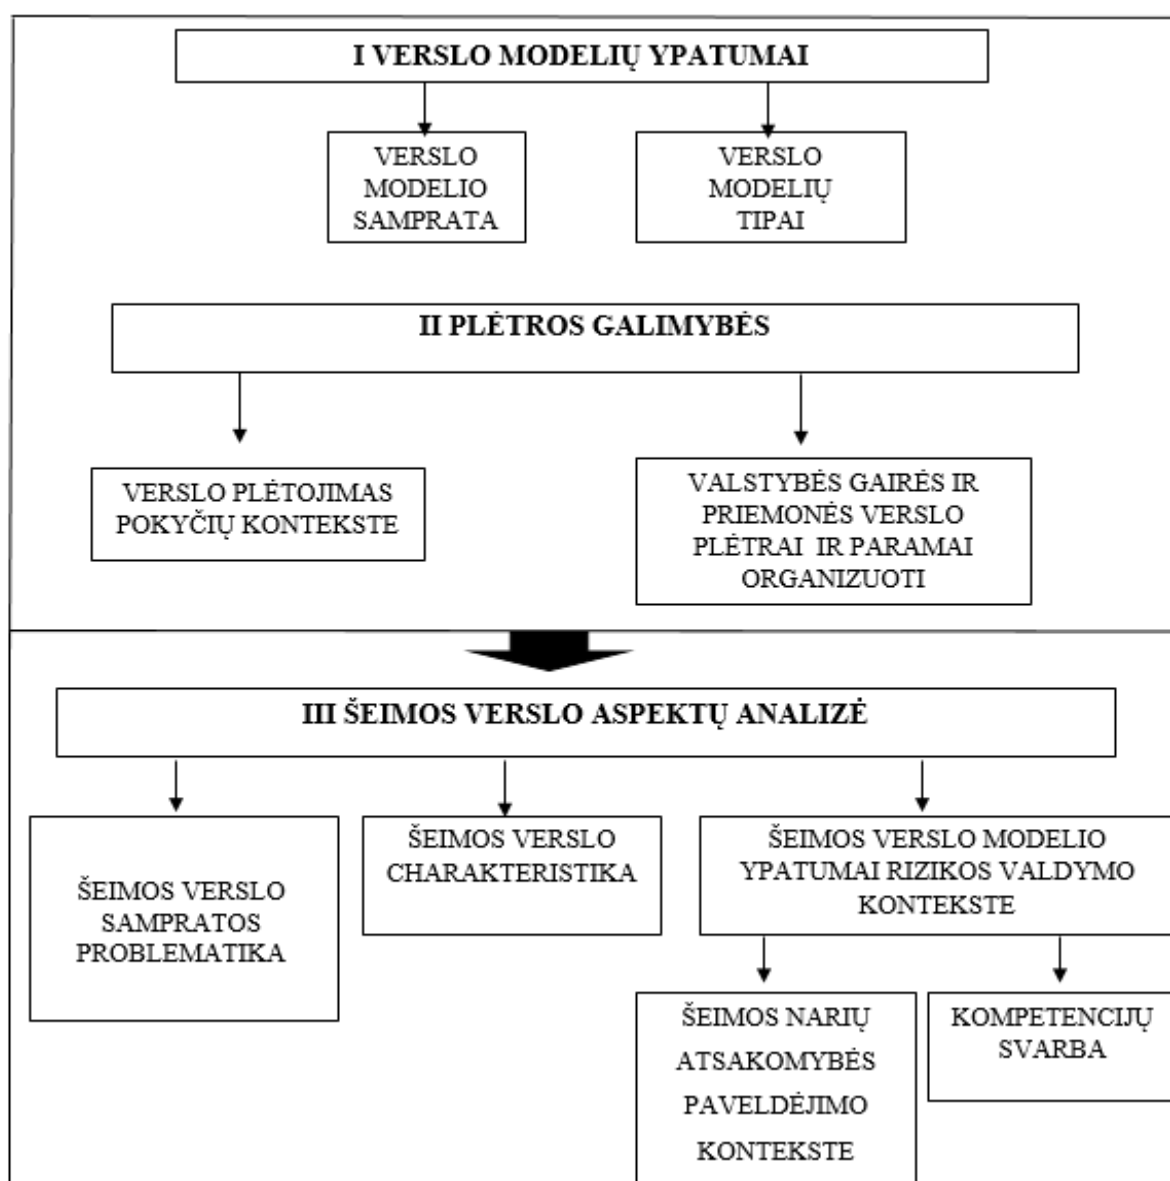 I VERSLO MODELIŲ YPATUMAI
VERSLO
MODELIO
SAMPRATA
VERSLO
MODELIŲ
TIPAI
II PLĖTROS GALIMYBĖS
VERSLO PLĖTOJIMAS
POKYČIŲ KONTEKSTE
VALSTYBĖS GAIRĖS IR
PRIEMONĖS VERSLO
PLĖTRAI IR PARAMAI
ORGANIZUOTI
III ŠEIMOS VERSLO ASPEKTŲ ANALIZĖ
ŠEIMOS VERSLO
SAMPRATOS
PROBLEMATIKA
ŠEIMOS VERSLO
CHARAKTERISTIKA
ŠEIMOS VERSLO MODELIO
YPATUMAI RIZIKOS VALDYMO
KONTEKSTE
ŠEIMOS NARIŲ
ATSAKOMYBĖS
PAVELDĖJIMO
KONTEKSTE
KOMPETENCIJŲ
SVARBA